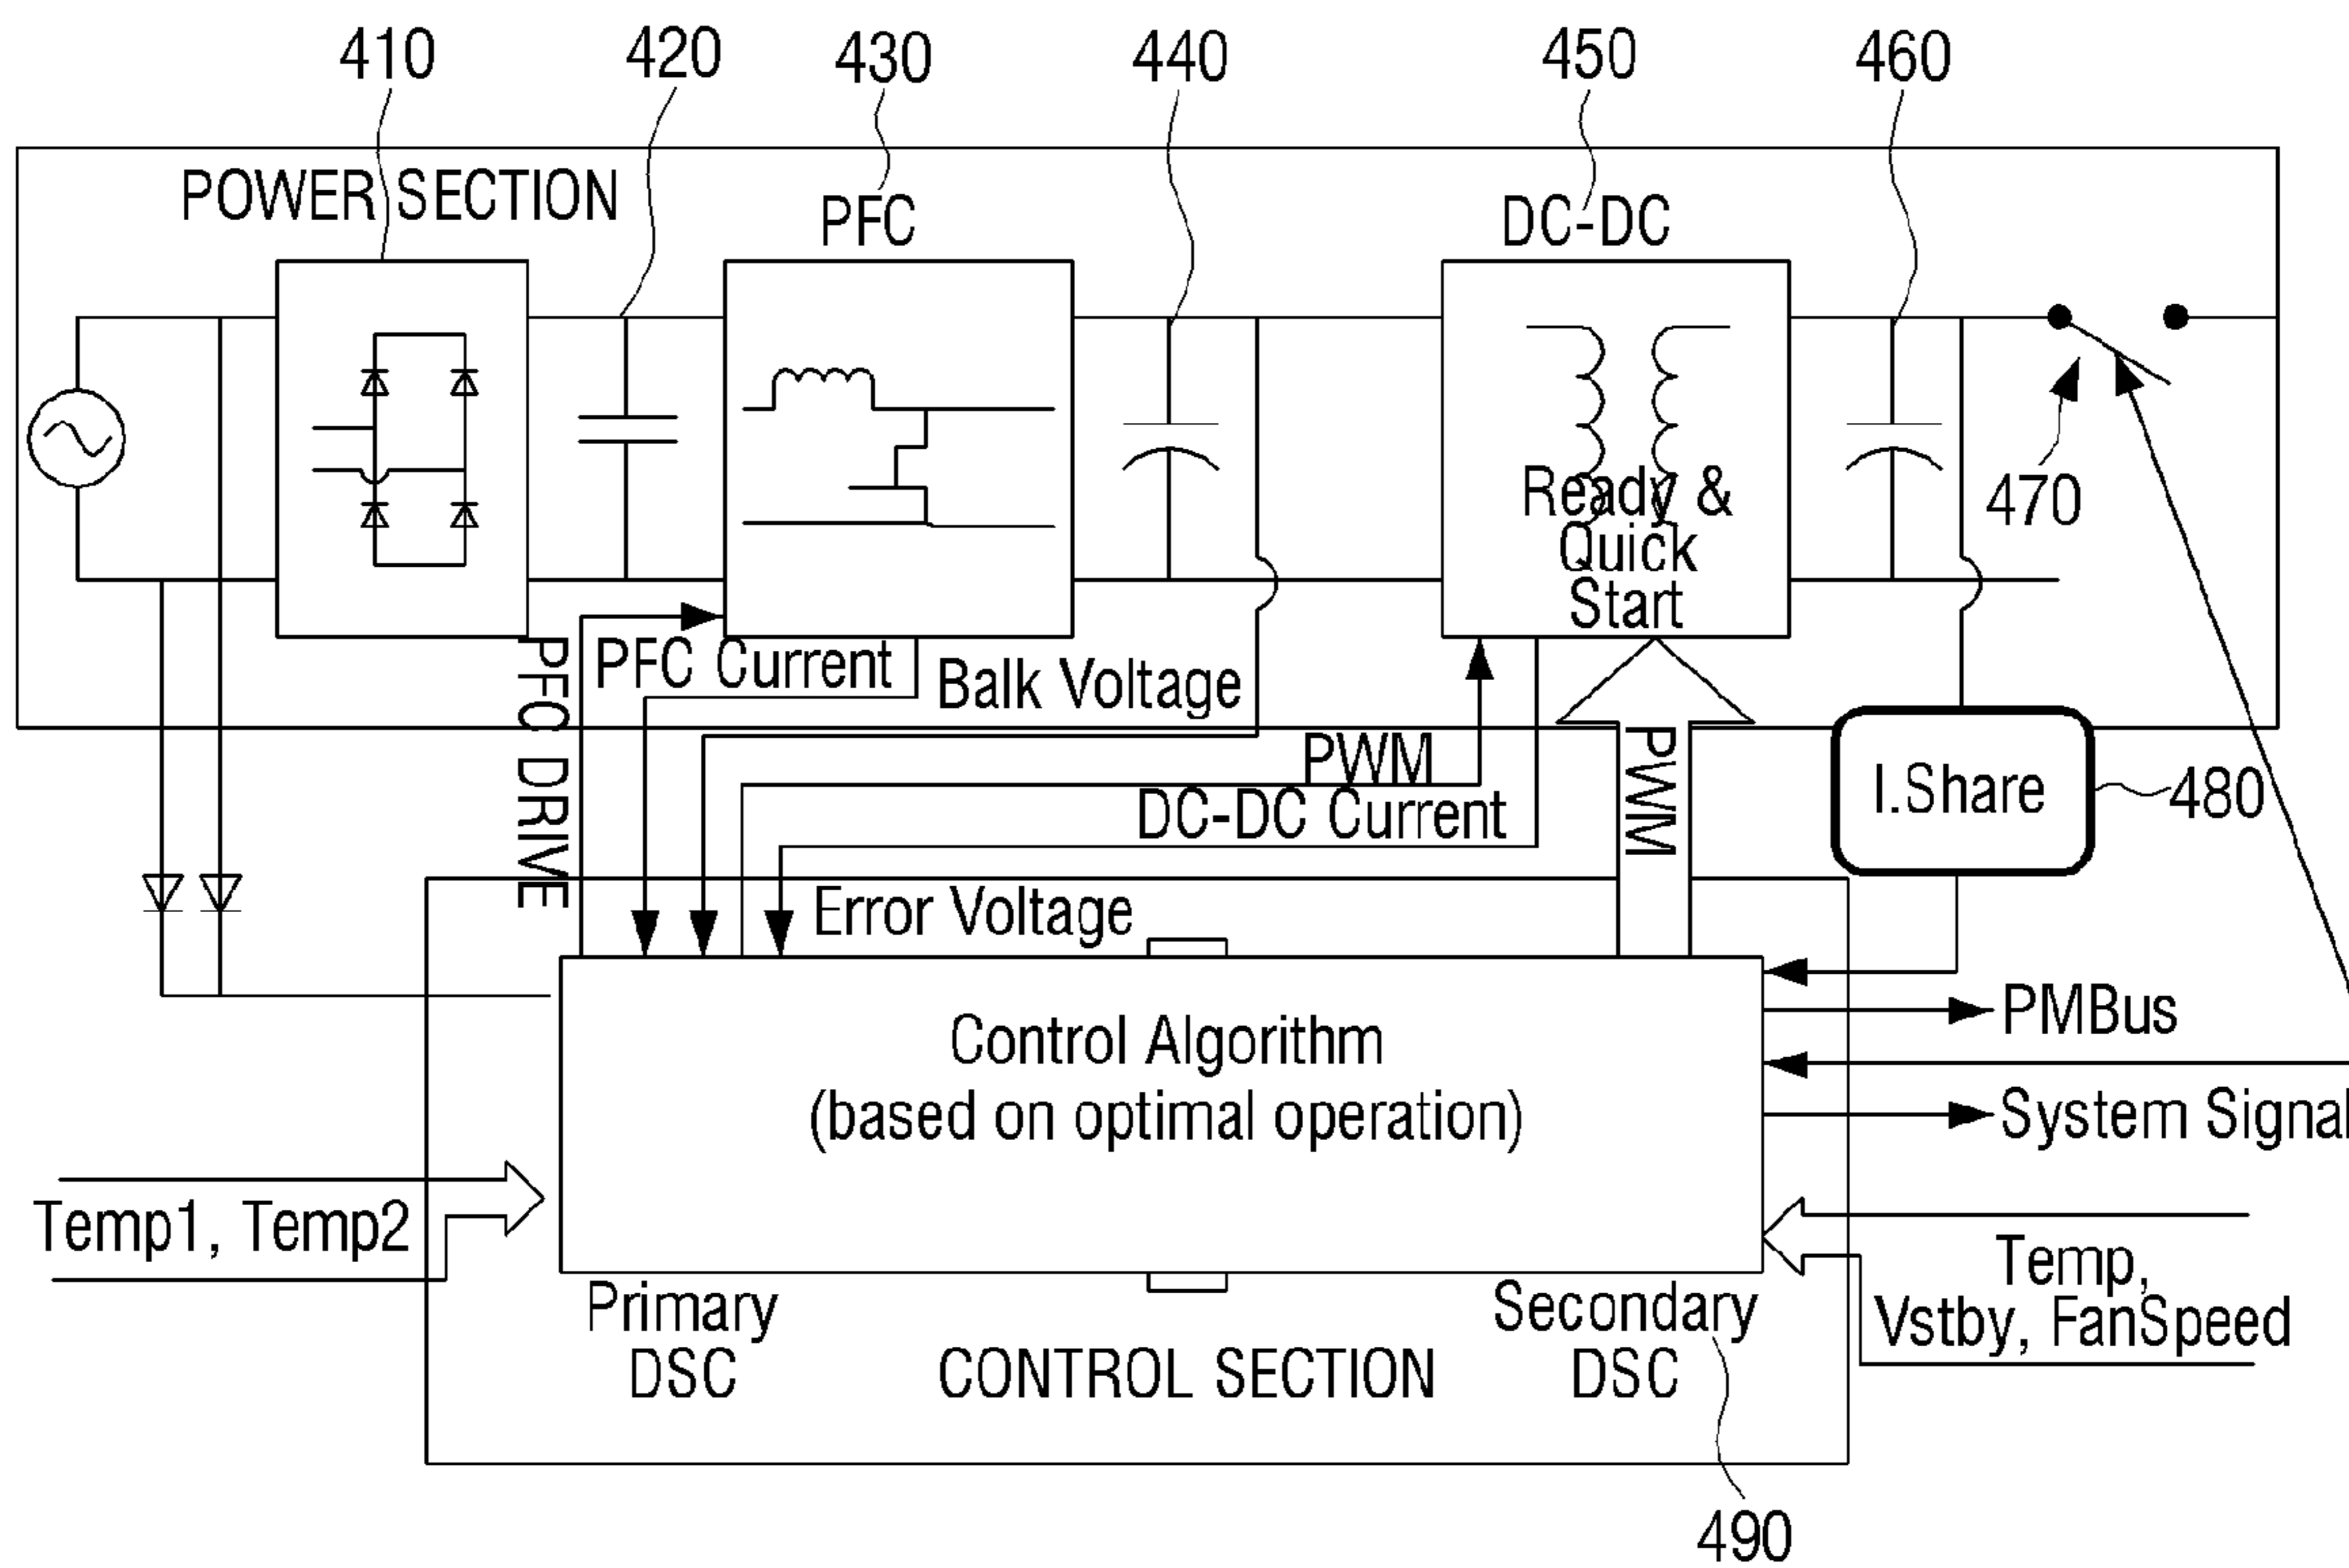 410
420
430
440
450
460
POWER SECTION
PFC
DC-DC
Ready &
Quick
Start
470
PFC DRIVE
PFC Current
Balk Voltage
PWM
DC-DC Current
PWM
I.Share
480
Error Voltage
Control Algorithm
(based on optimal operation)
PMBus
System Signal
Temp1, Temp2
Temp,
Vstby, FanSpeed
Primary
DSC
CONTROL SECTION
Secondary
DSC
490